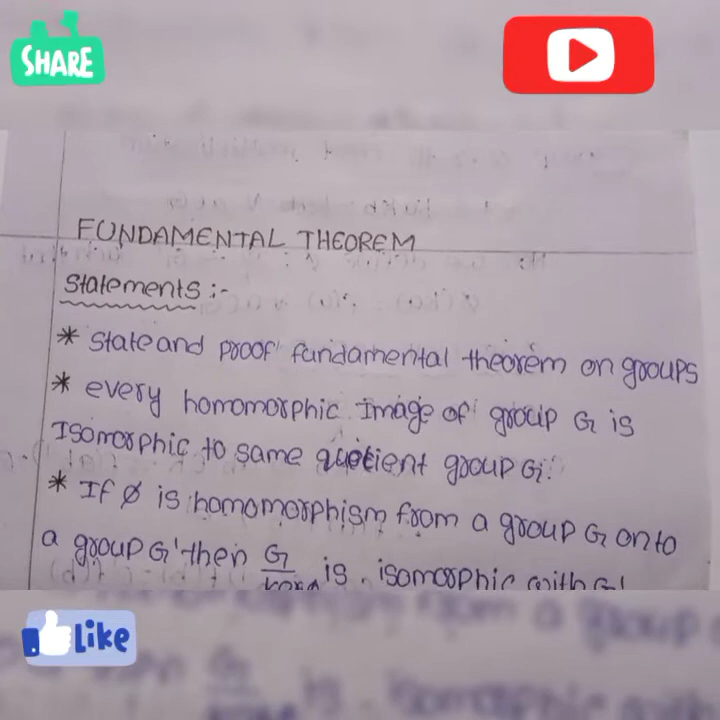 SHARE
FUNDAMENTAL THEOREM
Statements :-
* State and proof fundamental theorem on groups
* every homomorphic Image of group G is
Isomorphic to same quotient group G.
* If ø is homomorphism from a group G onto
a group G' then G/ is isomorphic with G'
Like